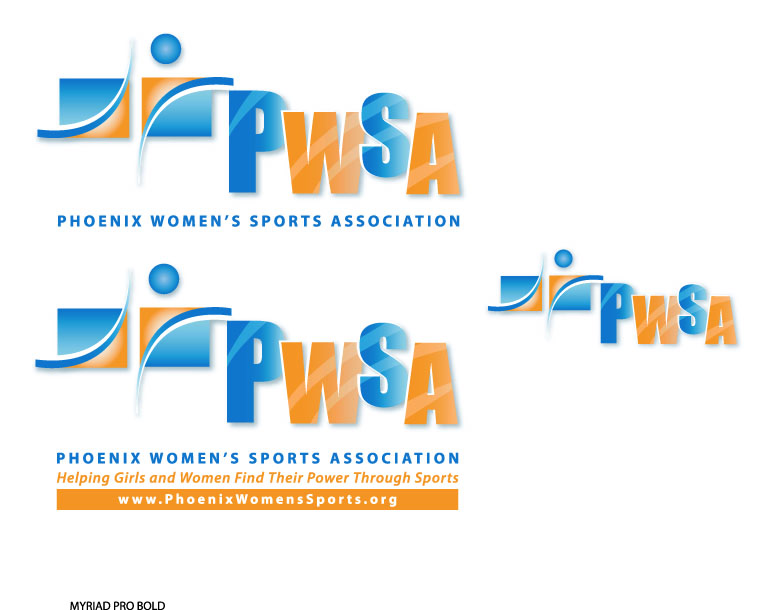 PWSA
PHOENIX WOMEN’S SPORTS ASSOCIATION
PWSA
PHOENIX WOMEN’S SPORTS ASSOCIATION
Helping Girls and Women Find Their Power Through Sports
www.PhoenixWomensSports.org
PWSA
MYRIAD PRO BOLD